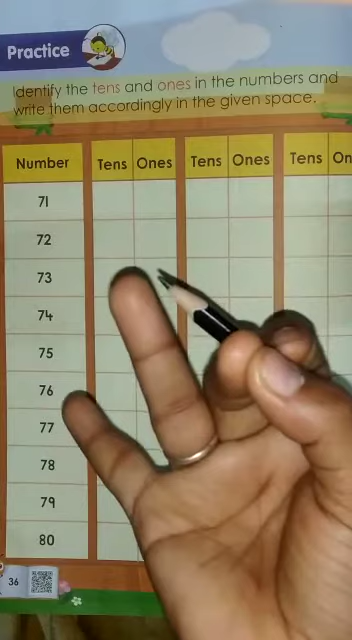 Practice
Identify the tens and ones in the numbers and
write them accordingly in the given space.
Number Tens Ones Tens Ones Tens On
71
72
73
74
75
76
77
78
79
80
36